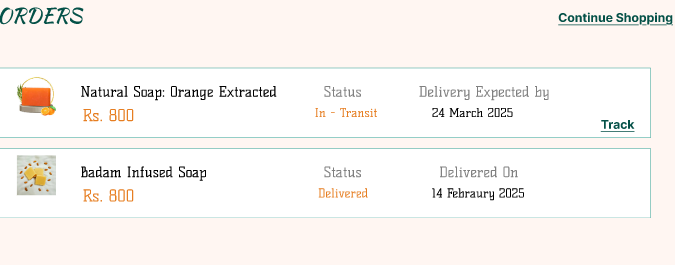 ORDERS
Continue Shopping
Natural Soap: Orange Extracted
Rs. 800
Status
In - Transit
Delivery Expected by
24 March 2025
Track
Badam Infused Soap
Rs. 800
Status
Delivered
Delivered On
14 Febraury 2025